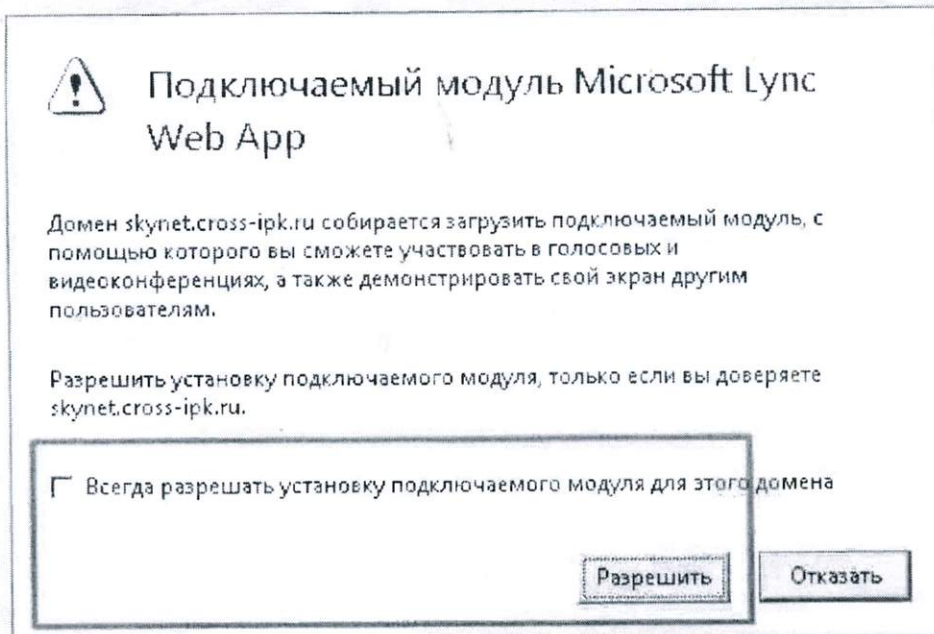 Подключаемый модуль Microsoft Lync
Web App
Домен skynet.cross-ipk.ru собирается загрузить подключаемый модуль, с
помощью которого вы сможете участвовать в голосовых и
видеоконференциях, а также демонстрировать свой экран другим
пользователям.
Разрешить установку подключаемого модуля, только если вы доверяете
skynet.cross-ipk.ru.
Всегда разрешать установку подключаемого модуля для этого домена
Разрешить
Отказать